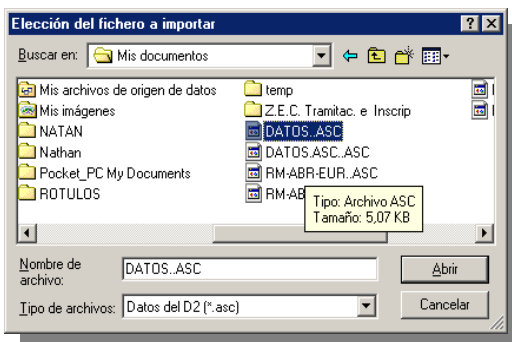 Elección del fichero a importar
Buscar en: Mis documentos
Mis archivos de origen de datos
Mis imágenes
NATAN
Nathan
Pocket_PC My Documents
ROTULOS
temp
Z.E.C. Tramitac. e Inscrip
DATOS..ASC
DATOS.ASC..ASC
RM-ABR-EUR..ASC
RM-AB
Tipo: Archivo ASC
Tamaño: 5,07 KB
Nombre de archivo: DATOS..ASC
Abrir
Tipo de archivos: Datos del D2 (*.asc)
Cancelar